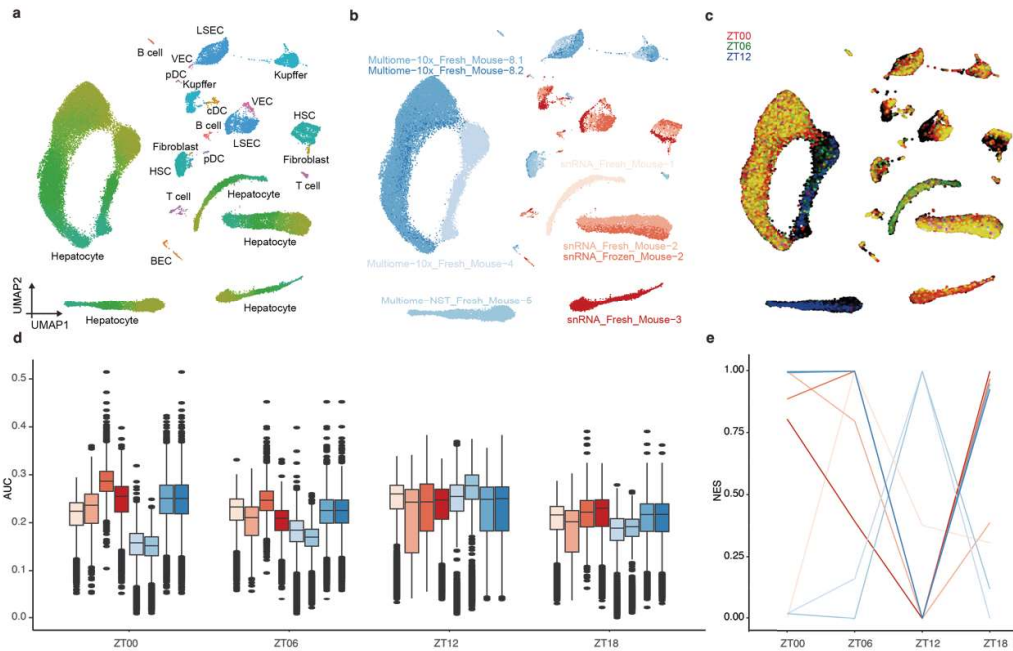 a
B cell
LSEC
VEC
pDC
Kupffer
Kupffer
cDC
VEC
B cell
LSEC
HSC
Fibroblast
pDC
HSC
Fibroblast
T cell
T cell
Hepatocyte
Hepatocyte
Hepatocyte
BEC
Hepatocyte
Hepatocyte
UMAP2
UMAP1
b
Multiome-10x_Fresh_Mouse-8.1
Multiome-10x_Fresh_Mouse-8.2
snRNA_Fresh_Mouse-1
snRNA_Fresh_Mouse-2
snRNA_Frozen_Mouse-2
Multiome-10x_Fresh_Mouse-4
Multiome-NST_Fresh_Mouse-5
snRNA_Fresh_Mouse-3
c
ZT00
ZT06
ZT12
d
AUC
0.5
0.4
0.3
0.2
0.1
0.0
ZT00
ZT06
ZT12
ZT18
e
NES
1.00
0.75
0.50
0.25
0.00
ZT00
ZT06
ZT12
ZT18